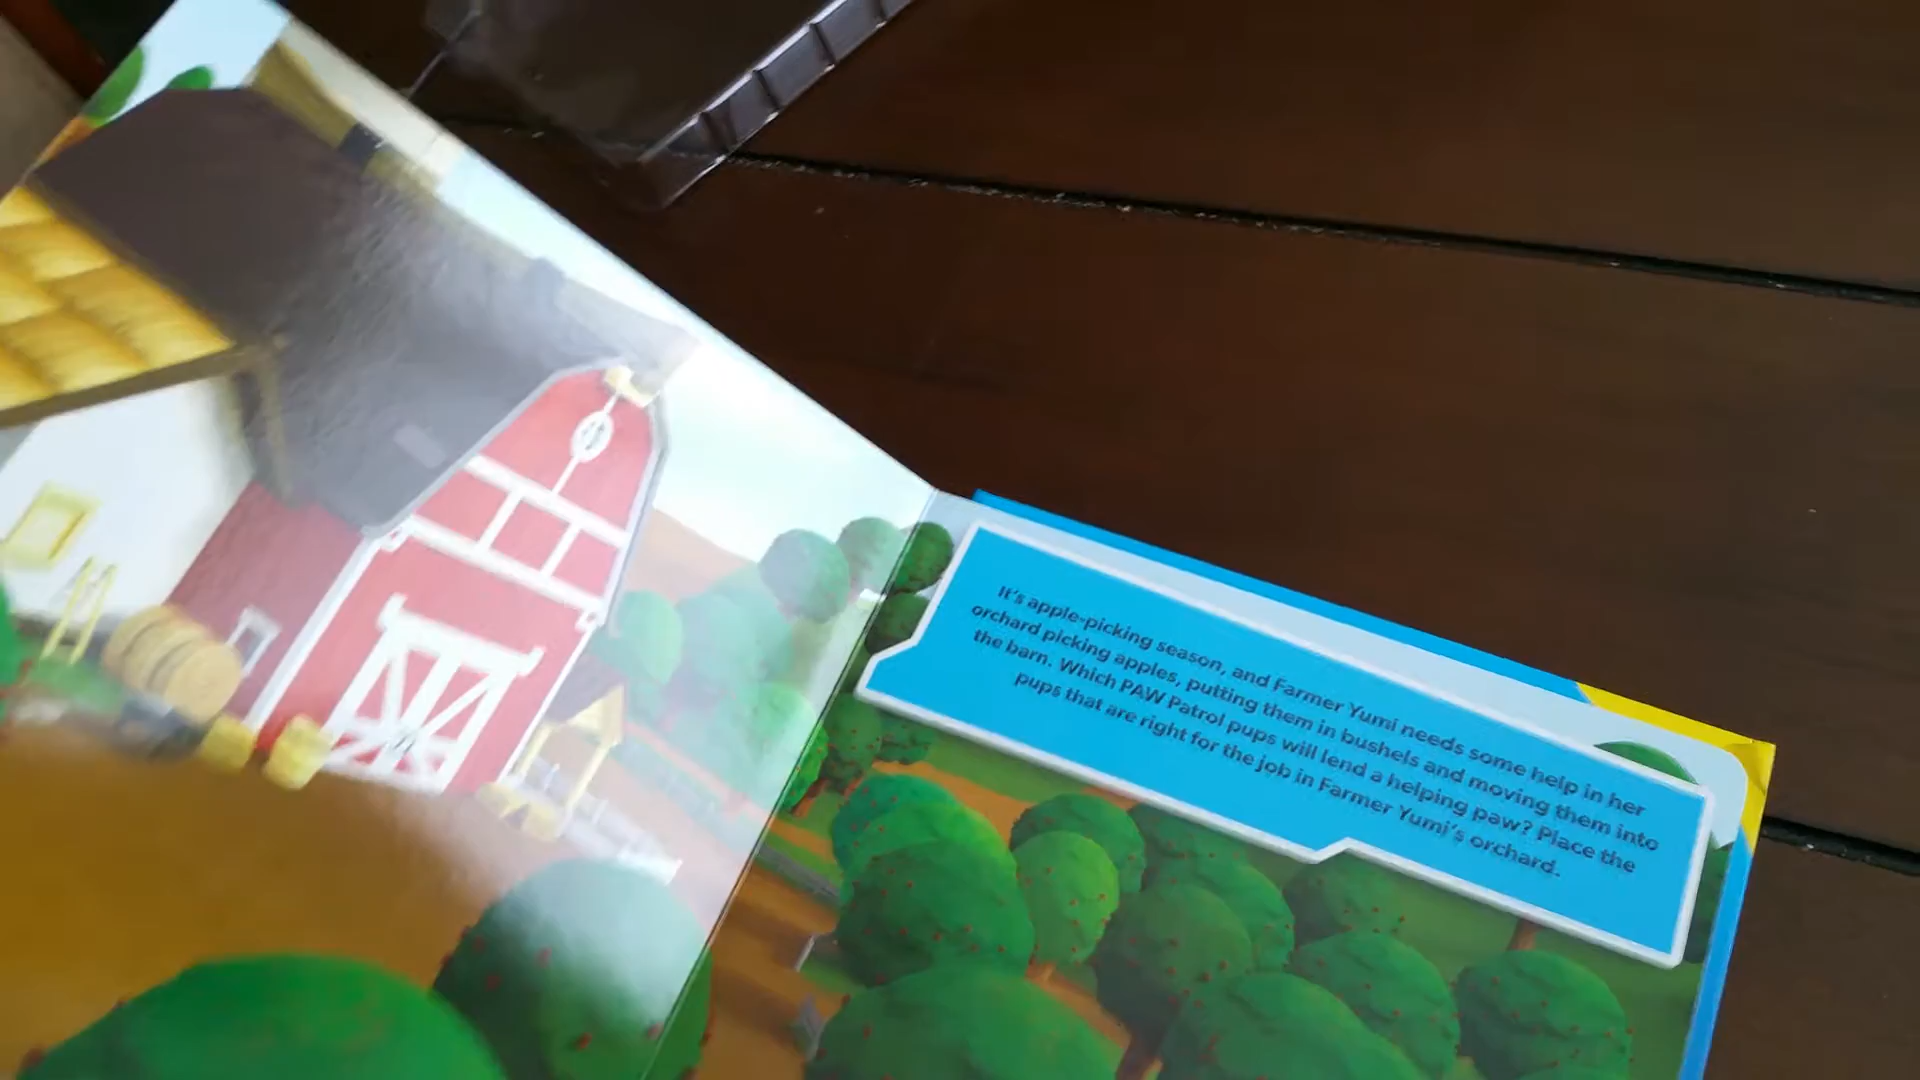 It's apple-picking season, and Farmer Yumi needs some help in her
orchard picking apples, putting them in bushels and moving them into
the barn. Which PAW Patrol pups will lend a helping paw? Place the
pups that are right for the job in Farmer Yumi's orchard.